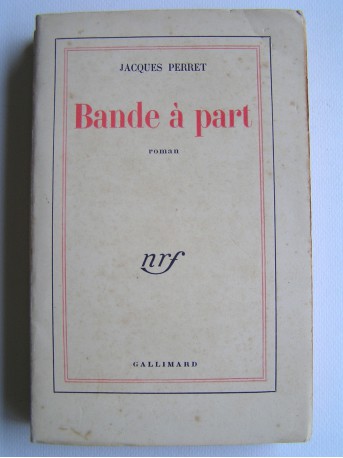 JACQUES PERRET
Bande à part
roman
nrf
GALLIMARD